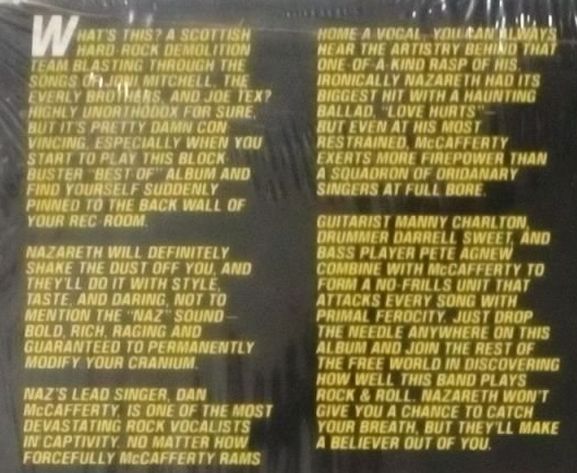 WHAT'S THIS? A SCOTTISH
HARD-ROCK DEMOLITION
TEAM BLASTING THROUGH THE
SONGS OF JONI MITCHELL, THE
EVERLY BROTHERS, AND JOE TEX?
HIGHLY UNORTHODOX FOR SURE,
BUT IT'S PRETTY DAMN CON
VINCING, ESPECIALLY WHEN YOU
START TO PLAY THIS BLOCK-
BUSTER "BEST OF" ALBUM AND
FIND YOURSELF SUDDENLY
PINNED TO THE BACK WALL OF
YOUR REC-ROOM.
NAZARETH WILL DEFINITELY
SHAKE THE DUST OFF YOU, AND
THEY'LL DO IT WITH STYLE,
TASTE, AND DARING, NOT TO
MENTION THE "NAZ" SOUND—
BOLD, RICH, RAGING AND
GUARANTEED TO PERMANENTLY
MODIFY YOUR CRANIUM.
NAZ'S LEAD SINGER, DAN
McCAFFERTY, IS ONE OF THE MOST
DEVASTATING ROCK VOCALISTS
IN CAPTIVITY. NO MATTER HOW
FORCEFULLY McCAFFERTY RAMS
HOME A VOCAL, YOU CAN ALWAYS
HEAR THE ARTISTRY BEHIND THAT
ONE-OF-A-KIND RASP OF HIS.
IRONICALLY NAZARETH HAD ITS
BIGGEST HIT WITH A HAUNTING
BALLAD, "LOVE HURTS"—
BUT EVEN AT HIS MOST
RESTRAINED, McCAFFERTY
EXERTS MORE FIREPOWER THAN
A SQUADRON OF ORIDANARY
SINGERS AT FULL BORE.
GUITARIST MANNY CHARLTON,
DRUMMER DARRELL SWEET, AND
BASS PLAYER PETE AGNEW
COMBINE WITH McCAFFERTY TO
FORM A NO-FRILLS UNIT THAT
ATTACKS EVERY SONG WITH
PRIMAL FEROCITY. JUST DROP
THE NEEDLE ANYWHERE ON THIS
ALBUM AND JOIN THE REST OF
THE FREE WORLD IN DISCOVERING
HOW WELL THIS BAND PLAYS
ROCK & ROLL. NAZARETH WON'T
GIVE YOU A CHANCE TO CATCH
YOUR BREATH, BUT THEY'LL MAKE
A BELIEVER OUT OF YOU.